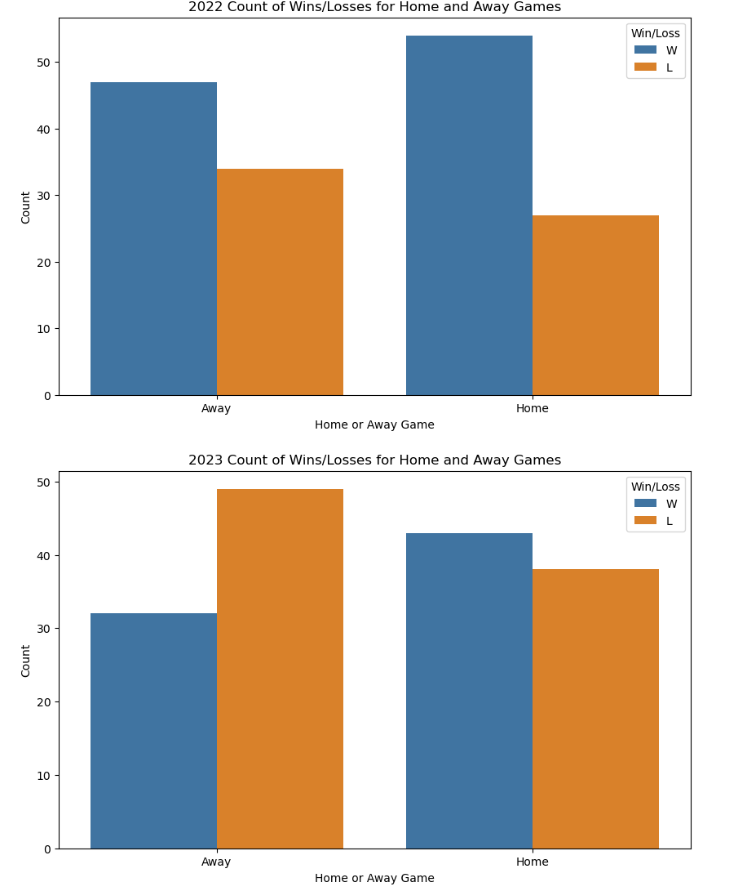 2022 Count of Wins/Losses for Home and Away Games
Win/Loss
W
L
50
40
30
20
10
0
Count
Away
Home
Home or Away Game
2023 Count of Wins/Losses for Home and Away Games
Win/Loss
W
L
50
40
30
20
10
0
Count
Away
Home
Home or Away Game